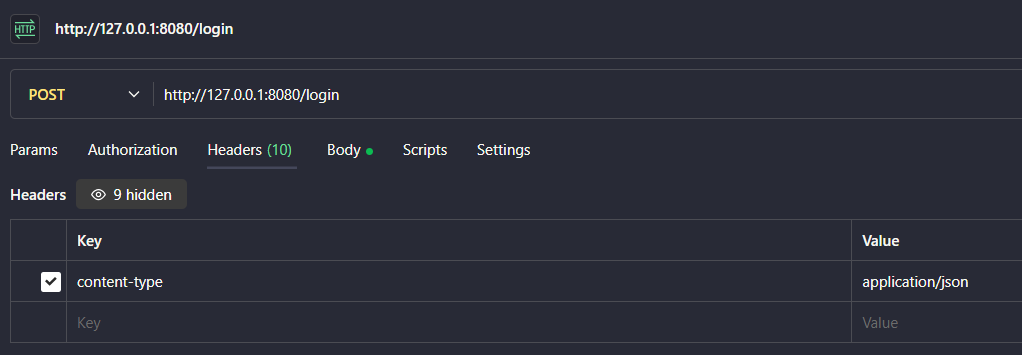 HTTP http://127.0.0.1:8080/login
POST http://127.0.0.1:8080/login
Params Authorization Headers (10) Body Scripts Settings
Headers 9 hidden
Key Value
content-type application/json
Key Value